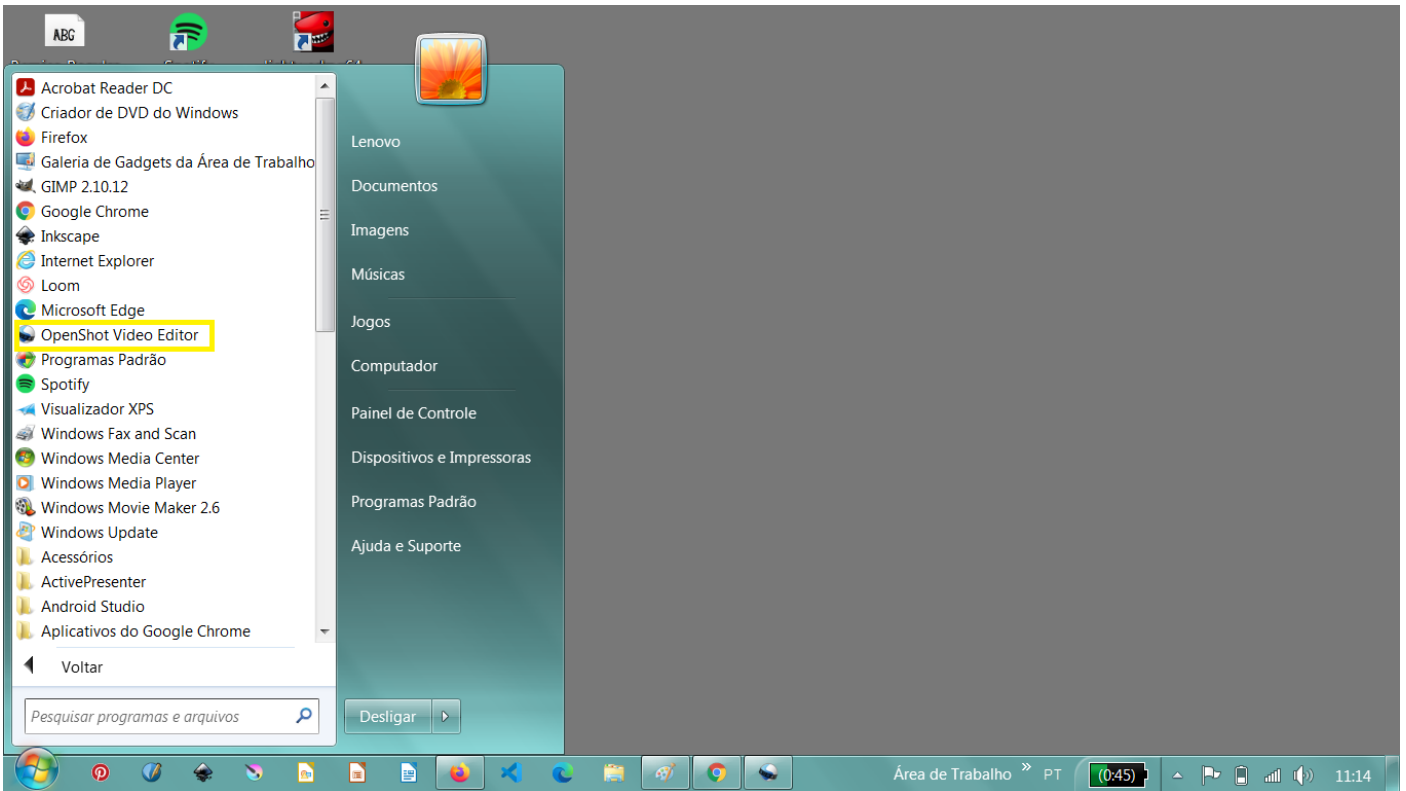 ABG
Acrobat Reader DC
Criador de DVD do Windows
Firefox
Galeria de Gadgets da Área de Trabalho
GIMP 2.10.12
Google Chrome
Inkscape
Internet Explorer
Loom
Microsoft Edge
OpenShot Video Editor
Programas Padrão
Spotify
Visualizador XPS
Windows Fax and Scan
Windows Media Center
Windows Media Player
Windows Movie Maker 2.6
Windows Update
Acessórios
ActivePresenter
Android Studio
Aplicativos do Google Chrome
Voltar
Pesquisar programas e arquivos
Lenovo
Documentos
Imagens
Músicas
Jogos
Computador
Painel de Controle
Dispositivos e Impressoras
Programas Padrão
Ajuda e Suporte
Desligar
Área de Trabalho » PT (0:45) 11:14